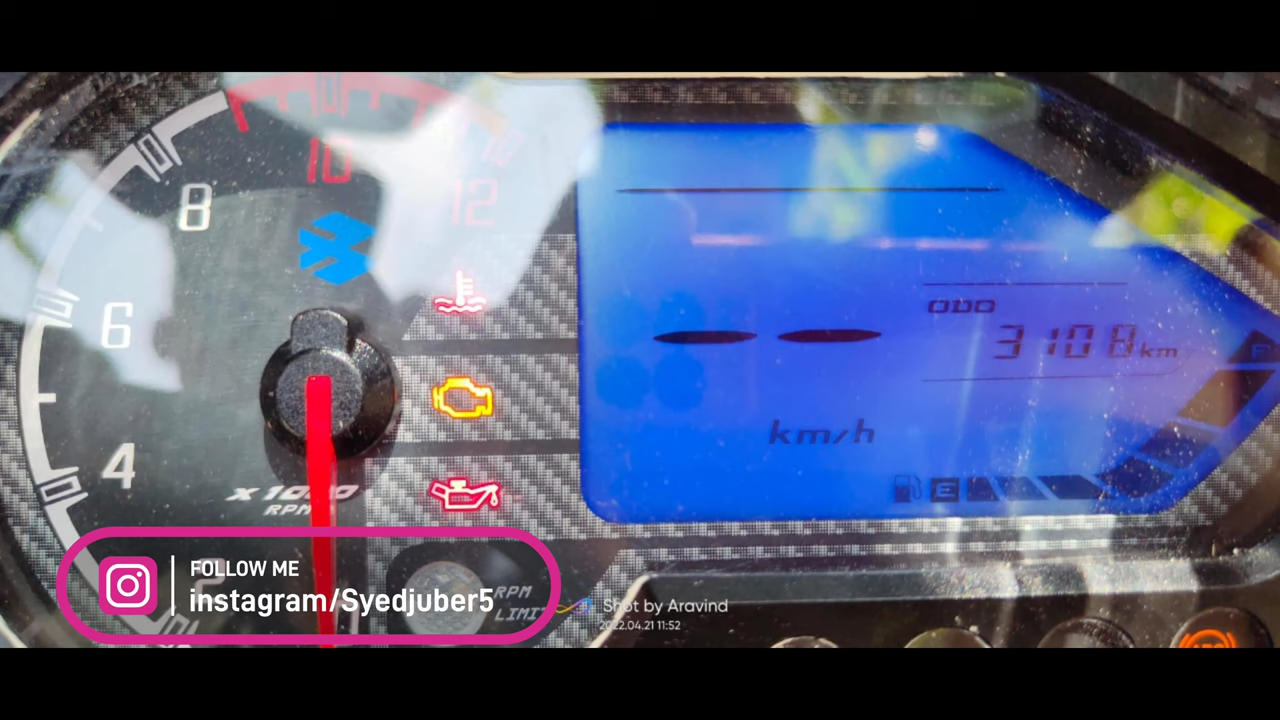 10
12
8
6
4
2
x 1000
RPM
ODO
3108 km
km/h
E
F
RPM
LIMIT
FOLLOW ME
instagram/Syedjuber5
Shot by Aravind
2022.04.21 11:52